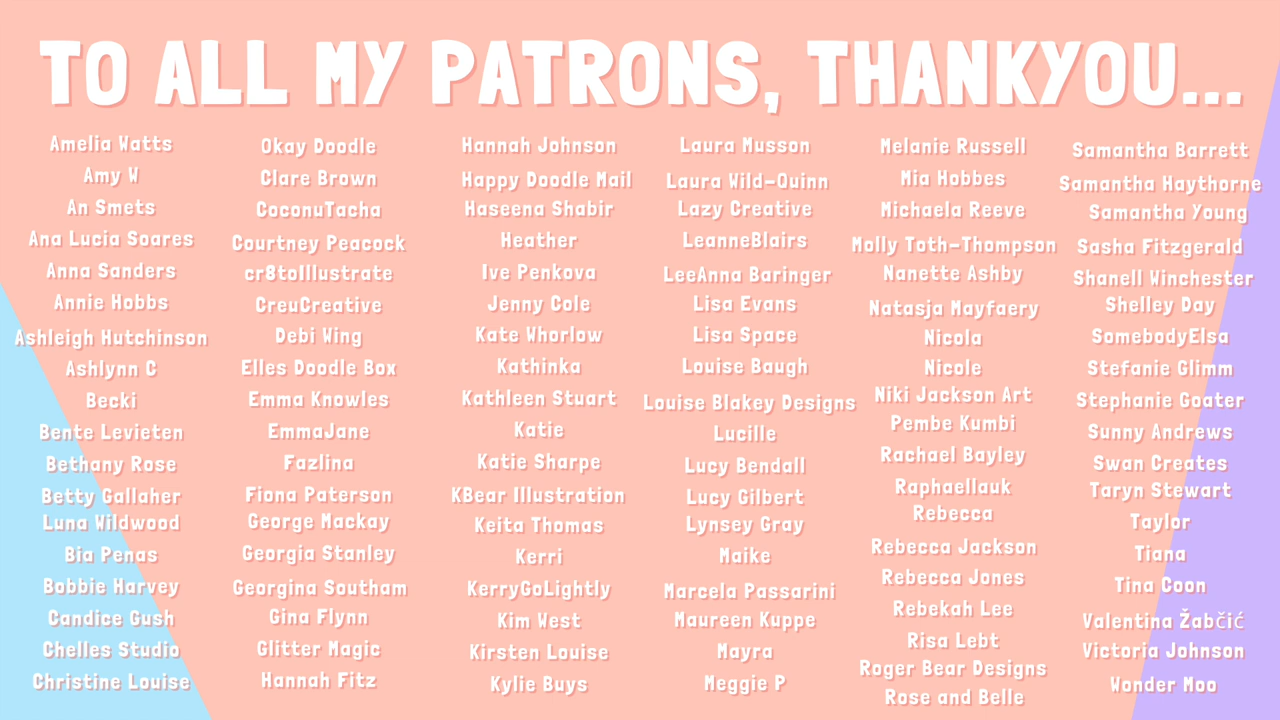 TO ALL MY PATRONS, THANKYOU...
Amelia Watts
Amy W
An Smets
Ana Lucia Soares
Anna Sanders
Annie Hobbs
Ashleigh Hutchinson
Ashlynn C
Becki
Bente Levieten
Bethany Rose
Betty Gallaher
Luna Wildwood
Bia Penas
Bobbie Harvey
Candice Gush
Chelles Studio
Christine Louise
Okay Doodle
Clare Brown
CoconuTacha
Courtney Peacock
cr8toIllustrate
CreuCreative
Debi Wing
Elles Doodle Box
Emma Knowles
EmmaJane
Fazlina
Fiona Paterson
George Mackay
Georgia Stanley
Georgina Southam
Gina Flynn
Glitter Magic
Hannah Fitz
Hannah Johnson
Happy Doodle Mail
Haseena Shabir
Heather
Ive Penkova
Jenny Cole
Kate Whorlow
Kathinka
Kathleen Stuart
Katie
Katie Sharpe
KBear Illustration
Keita Thomas
Kerri
KerryGoLightly
Kim West
Kirsten Louise
Kylie Buys
Laura Musson
Laura Wild-Quinn
Lazy Creative
LeanneBlairs
LeeAnna Baringer
Lisa Evans
Lisa Space
Louise Baugh
Louise Blakey Designs
Lucille
Lucy Bendall
Lucy Gilbert
Lynsey Gray
Maike
Marcela Passarini
Maureen Kuppe
Mayra
Meggie P
Melanie Russell
Mia Hobbes
Michaela Reeve
Molly Toth-Thompson
Nanette Ashby
Natasja Mayfaery
Nicola
Nicole
Niki Jackson Art
Pembe Kumbi
Rachael Bayley
Raphaellauk
Rebecca
Rebecca Jackson
Rebecca Jones
Rebekah Lee
Risa Lebt
Roger Bear Designs
Rose and Belle
Samantha Barrett
Samantha Haythorne
Samantha Young
Sasha Fitzgerald
Shanell Winchester
Shelley Day
SomebodyElsa
Stefanie Glimm
Stephanie Goater
Sunny Andrews
Swan Creates
Taryn Stewart
Taylor
Tiana
Tina Coon
Valentina Žabčić
Victoria Johnson
Wonder Moo